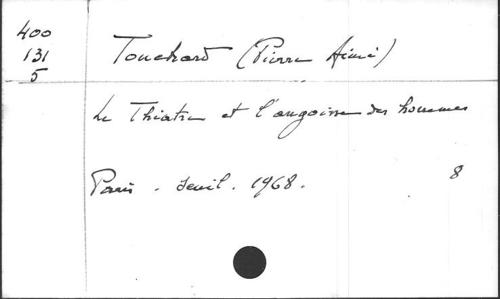 400
131
5
Touchard (Pierre Aimé)
Le Théâtre et l'angoisse des hommes
Paris. Seuil. 1968.
8